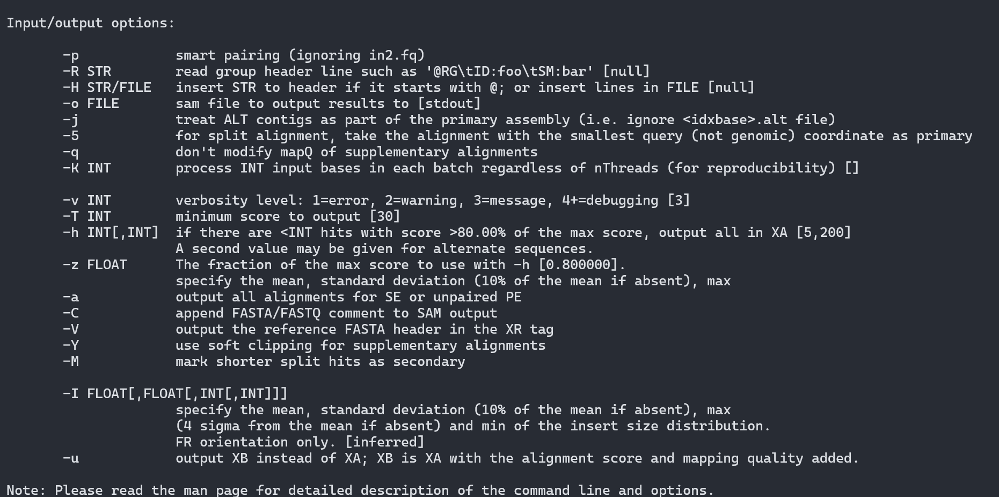 Input/output options:

       -p            smart pairing (ignoring in2.fq)
       -R STR        read group header line such as '@RG\tID:foo\tSM:bar' [null]
       -H STR/FILE   insert STR to header if it starts with @; or insert lines in FILE [null]
       -o FILE       sam file to output results to [stdout]
       -j            treat ALT contigs as part of the primary assembly (i.e. ignore <idxbase>.alt file)
       -5            for split alignment, take the alignment with the smallest query (not genomic) coordinate as primary
       -q            don't modify mapQ of supplementary alignments
       -K INT        process INT input bases in each batch regardless of nThreads (for reproducibility) []

       -v INT        verbosity level: 1=error, 2=warning, 3=message, 4+=debugging [3]
       -T INT        minimum score to output [30]
       -h INT[,INT]  if there are <INT hits with score >80.00% of the max score, output all in XA [5,200]
                     A second value may be given for alternate sequences.
       -z FLOAT      The fraction of the max score to use with -h [0.800000].
                     specify the mean, standard deviation (10% of the mean if absent), max
       -a            output all alignments for SE or unpaired PE
       -C            append FASTA/FASTQ comment to SAM output
       -V            output the reference FASTA header in the XR tag
       -Y            use soft clipping for supplementary alignments
       -M            mark shorter split hits as secondary

       -I FLOAT[,FLOAT[,INT[,INT]]]
                     specify the mean, standard deviation (10% of the mean if absent), max
                     (4 sigma from the mean if absent) and min of the insert size distribution.
                     FR orientation only. [inferred]
       -u            output XB instead of XA; XB is XA with the alignment score and mapping quality added.

Note: Please read the man page for detailed description of the command line and options.